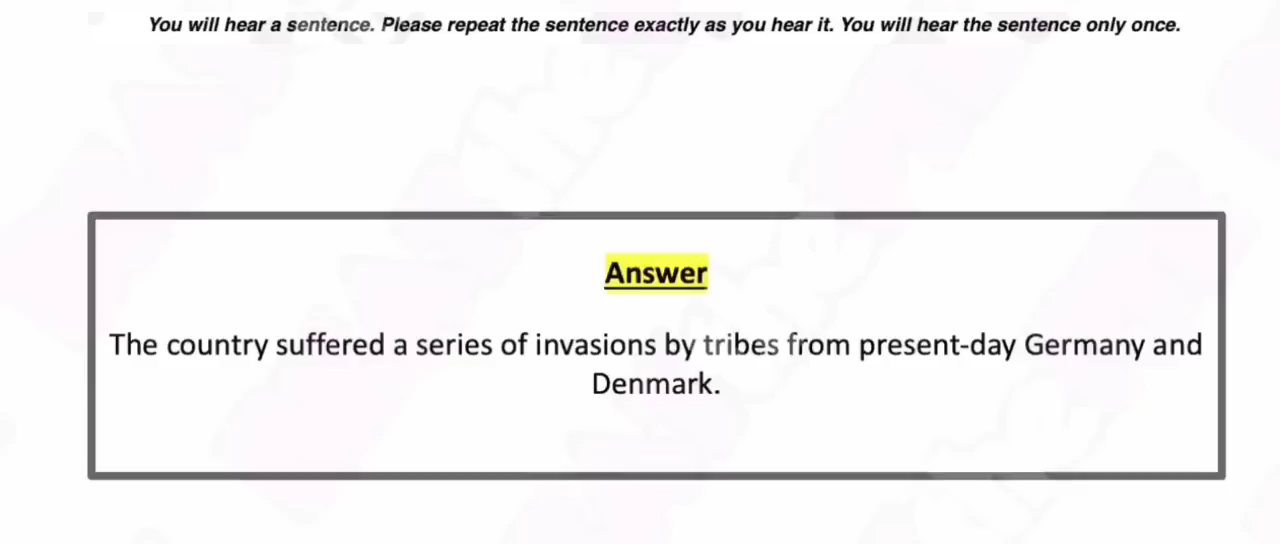 You will hear a sentence. Please repeat the sentence exactly as you hear it. You will hear the sentence only once.
Answer
The country suffered a series of invasions by tribes from present-day Germany and
Denmark.